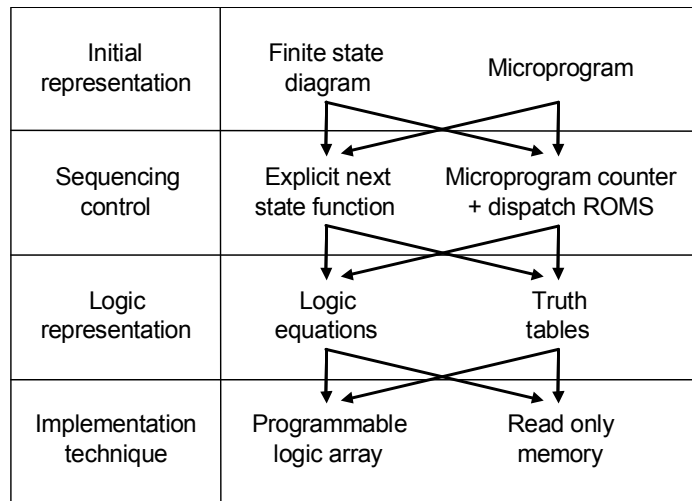 Initial
representation
Finite state
diagram
Microprogram
Sequencing
control
Explicit next
state function
Microprogram counter
+ dispatch ROMS
Logic
representation
Logic
equations
Truth
tables
Implementation
technique
Programmable
logic array
Read only
memory